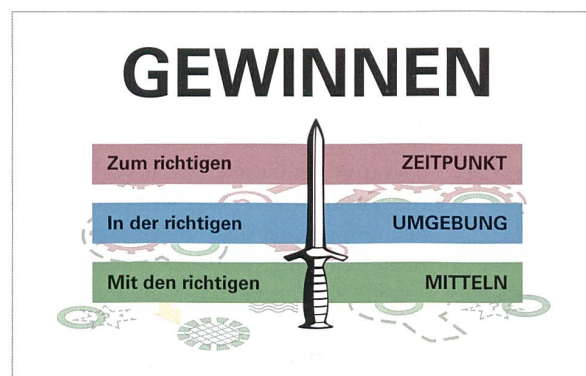 GEWINNEN
Zum richtigen ZEITPUNKT
In der richtigen UMGEBUNG
Mit den richtigen MITTELN